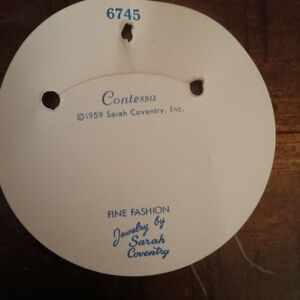 6745
Contessa
©1959 Sarah Coventry, Inc.
FINE FASHION
Jewelry by
Sarah
Coventry